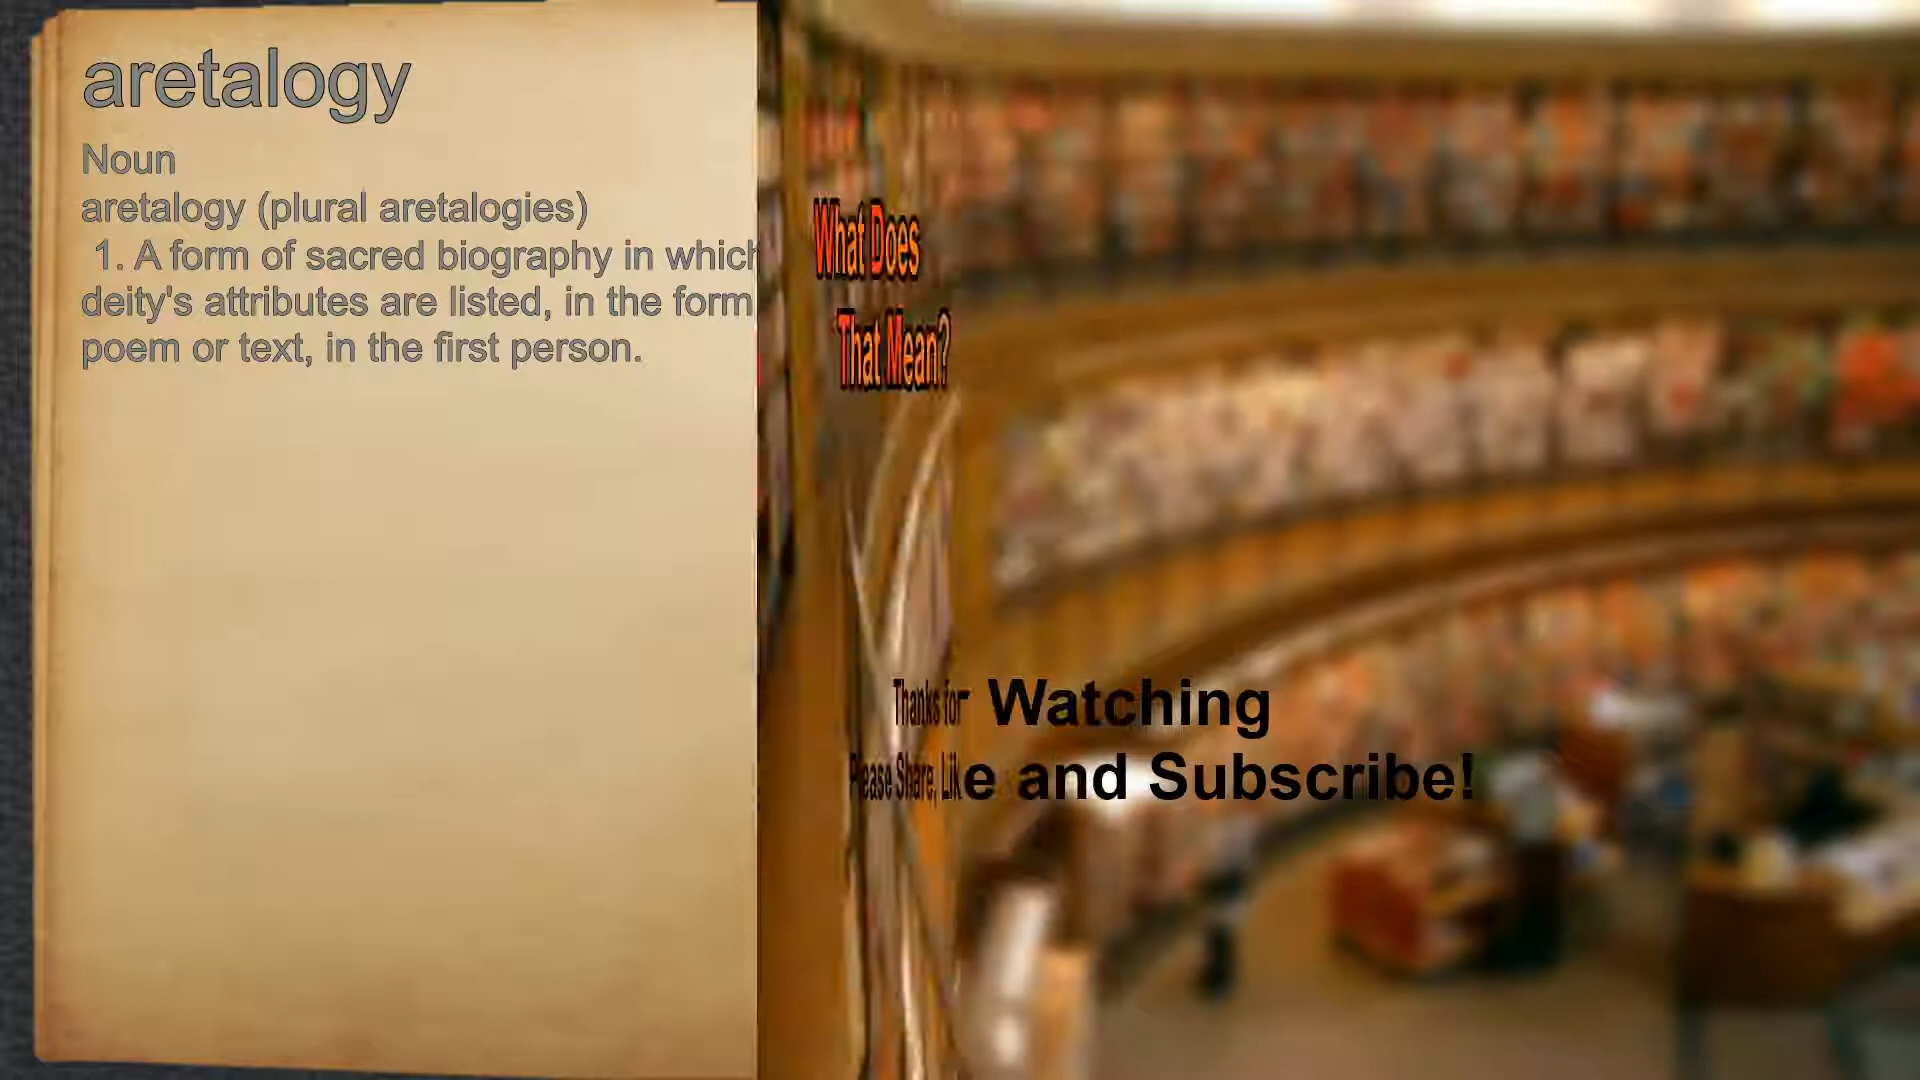 aretalogy
Noun
aretalogy (plural aretalogies)
1. A form of sacred biography in which
deity's attributes are listed, in the form
poem or text, in the first person.
What Does
That Mean?
Thanks for Watching
Please Share, Like and Subscribe!